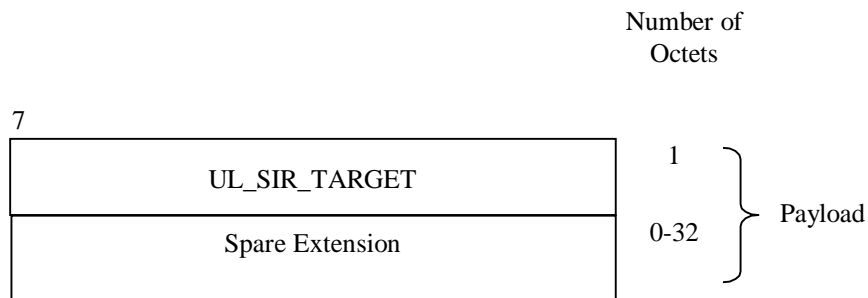 Number of
Octets
7
UL_SIR_TARGET
1
Spare Extension
0-32
Payload